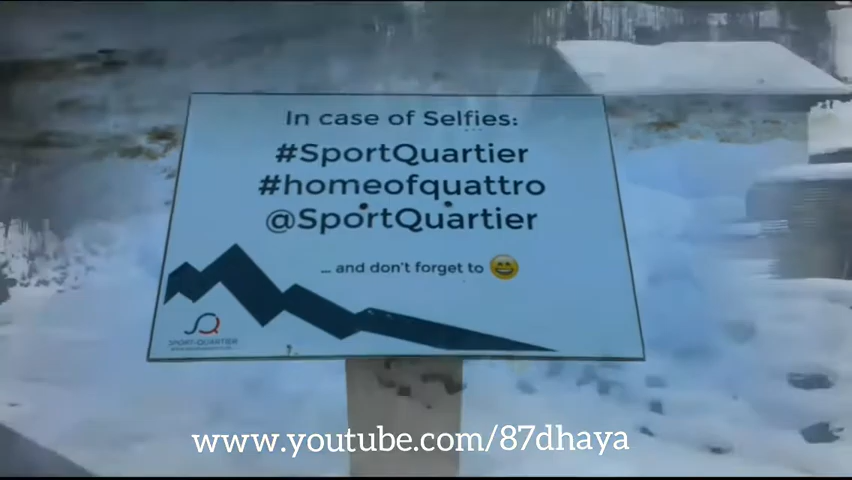 In case of Selfies:
#SportQuartier
#homeofquattro
@SportQuartier
... and don't forget to 😄
SPORT-QUARTIER
www.youtube.com/87dhaya